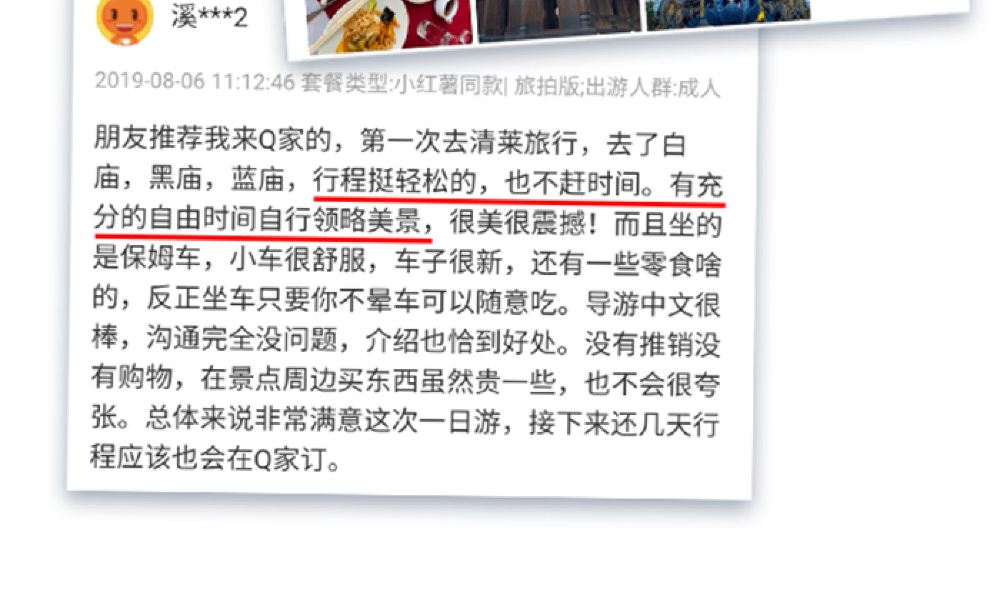 溪***2
2019-08-06 11:12:46 套餐类型:小红薯同款| 旅拍版;出游人群:成人
朋友推荐我来Q家的，第一次去清莱旅行，去了白
庙，黑庙，蓝庙，行程挺轻松的，也不赶时间。有充
分的自由时间自行领略美景，很美很震撼！而且坐的
是保姆车，小车很舒服，车子很新，还有一些零食啥
的，反正坐车只要你不晕车可以随意吃。导游中文很
棒，沟通完全没问题，介绍也恰到好处。没有推销没
有购物，在景点周边买东西虽然贵一些，也不会很夸
张。总体来说非常满意这次一日游，接下来还几天行
程应该也会在Q家订。